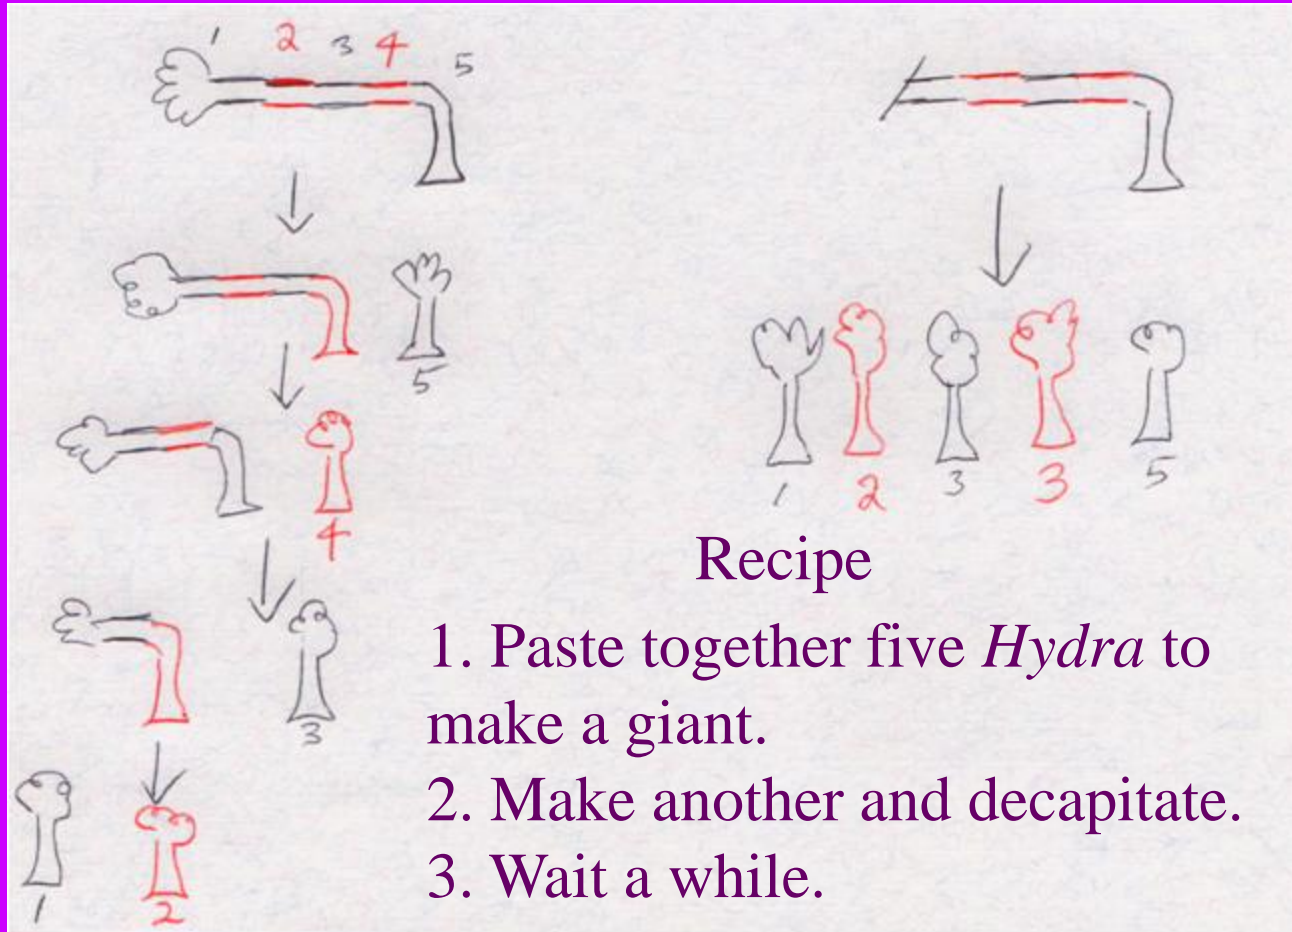 1 2 3 4 5
5
4
3
1 2
1 2 3 3 5
Recipe
1. Paste together five Hydra to
make a giant.
2. Make another and decapitate.
3. Wait a while.